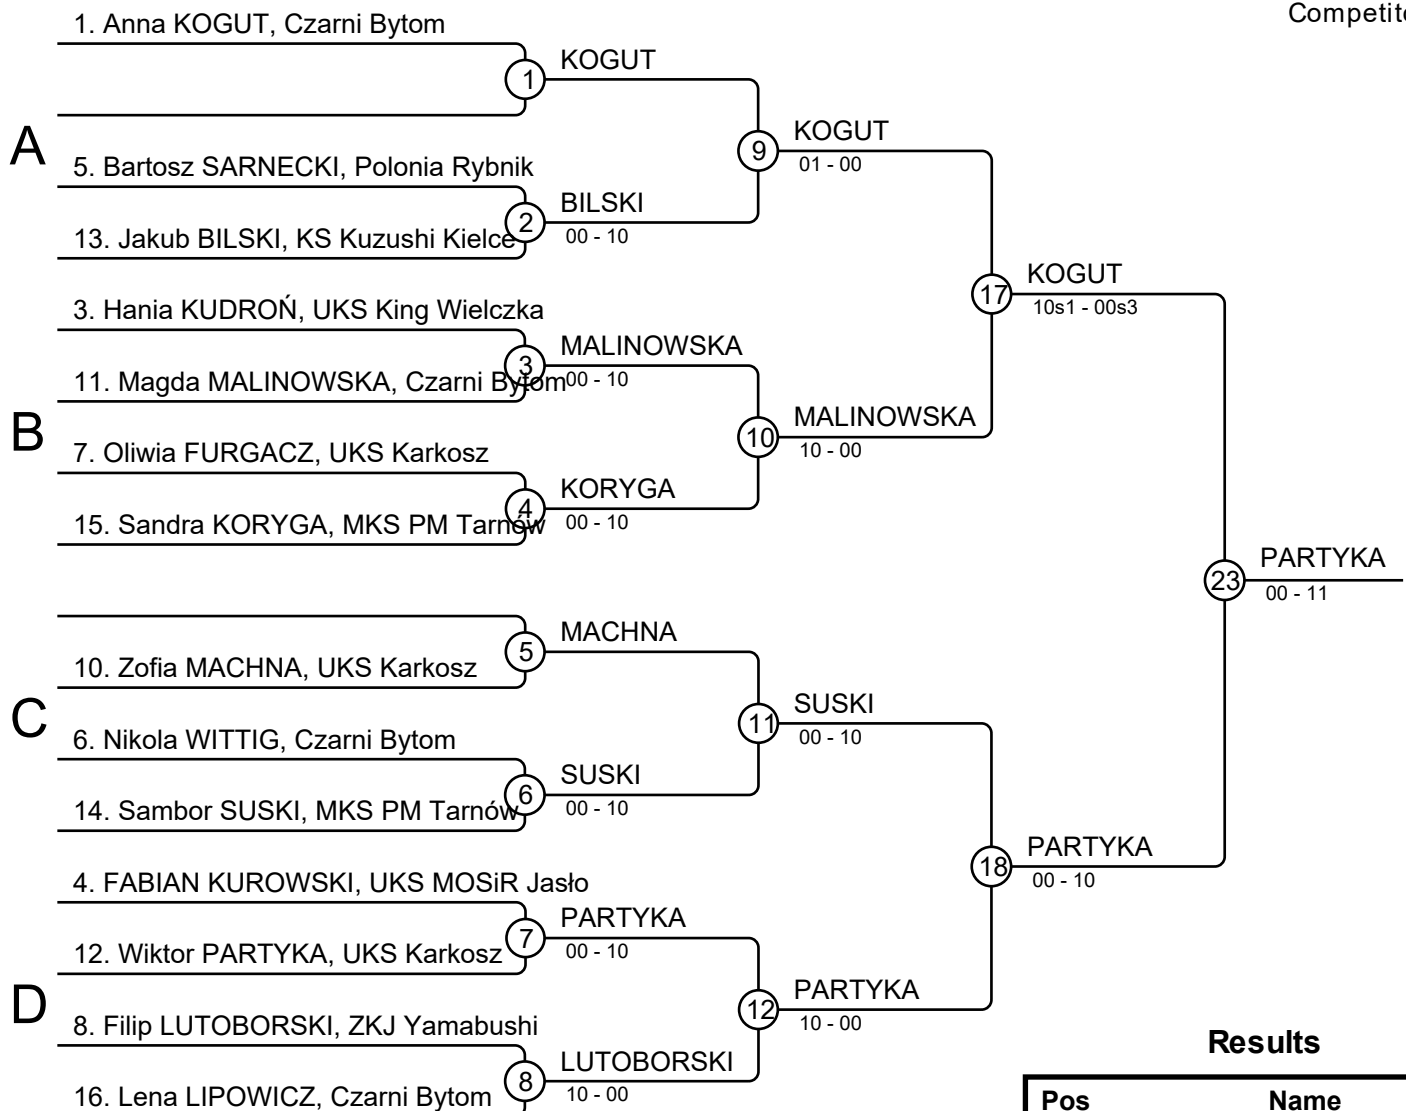 Competito
1. Anna KOGUT, Czarni Bytom
1
KOGUT
A
5. Bartosz SARNECKI, Polonia Rybnik
13. Jakub BILSKI, KS Kuzushi Kielce
2
BILSKI
00 - 10
9
KOGUT
01 - 00
3. Hania KUDROŃ, UKS King Wielczka
11. Magda MALINOWSKA, Czarni Bytom
3
MALINOWSKA
00 - 10
B
7. Oliwia FURGACZ, UKS Karkosz
15. Sandra KORYGA, MKS PM Tarnów
4
KORYGA
00 - 10
10
MALINOWSKA
10 - 00
17
KOGUT
10s1 - 00s3
10. Zofia MACHNA, UKS Karkosz
5
MACHNA
C
6. Nikola WITTIG, Czarni Bytom
14. Sambor SUSKI, MKS PM Tarnów
6
SUSKI
00 - 10
11
SUSKI
00 - 10
4. FABIAN KUROWSKI, UKS MOSiR Jasło
12. Wiktor PARTYKA, UKS Karkosz
7
PARTYKA
00 - 10
D
8. Filip LUTOBORSKI, ZKJ Yamabushi
16. Lena LIPOWICZ, Czarni Bytom
8
LUTOBORSKI
10 - 00
12
PARTYKA
10 - 00
18
PARTYKA
00 - 10
23
PARTYKA
00 - 11
Results
Pos Name